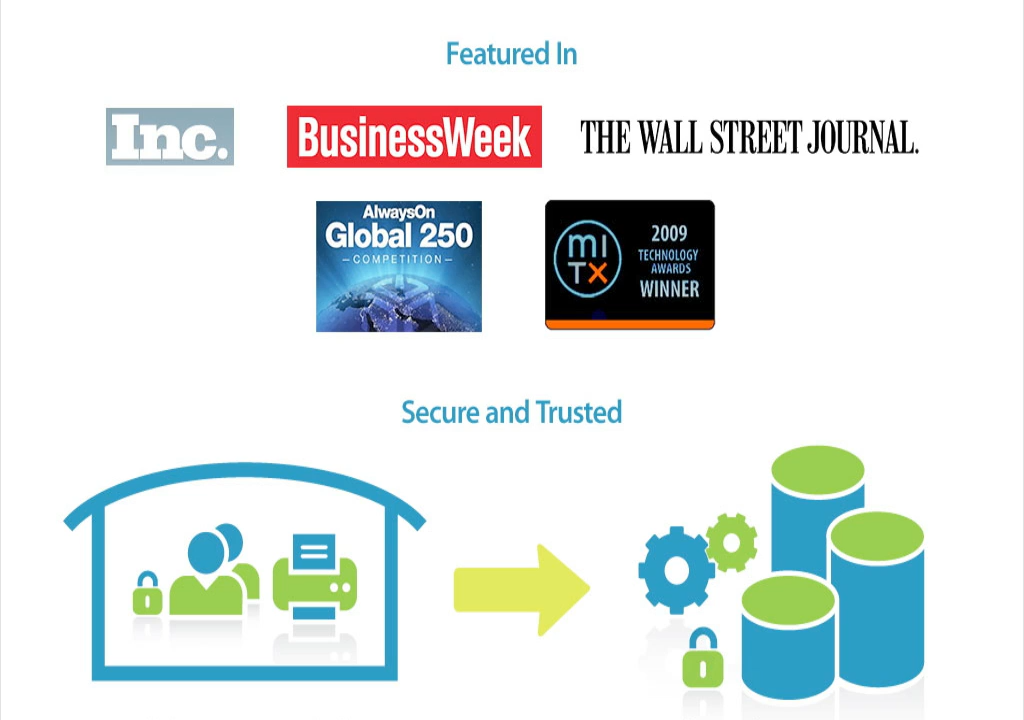 Featured In
Inc.
BusinessWeek
THE WALL STREET JOURNAL.
AlwaysOn
Global 250
—COMPETITION—
mi
TX
2009
TECHNOLOGY
AWARDS
WINNER
Secure and Trusted